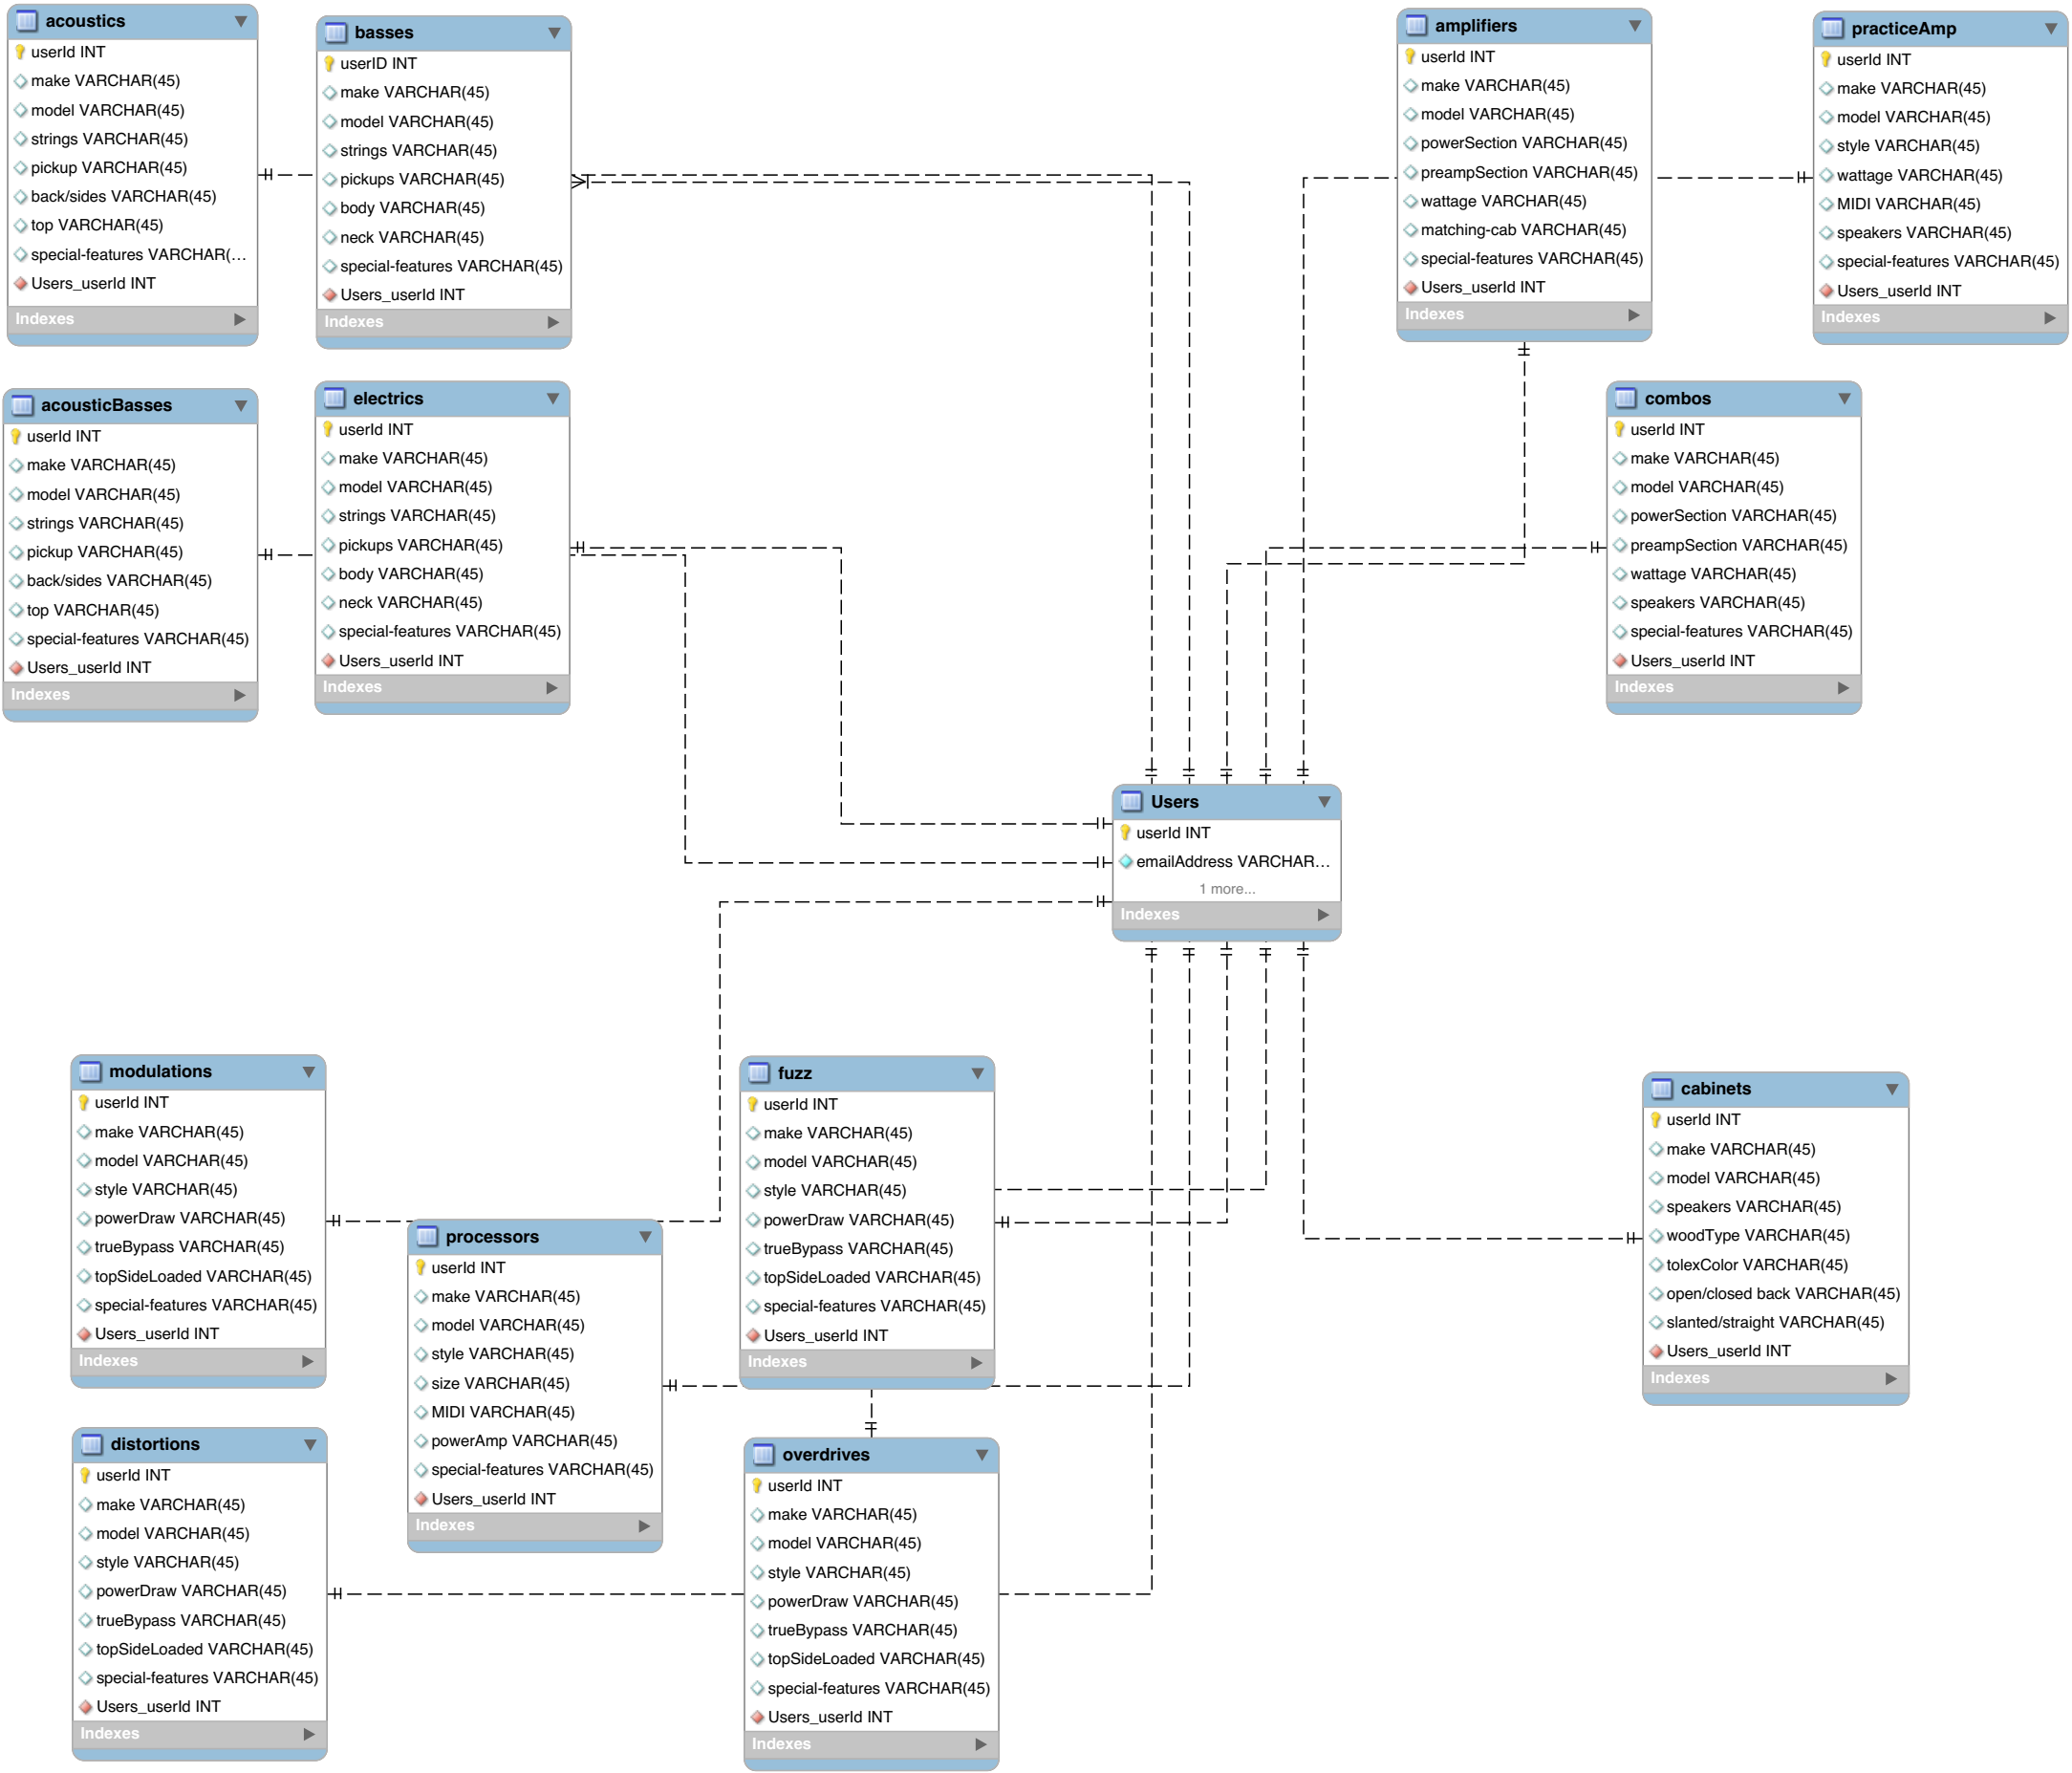 acoustics
userId INT
make VARCHAR(45)
model VARCHAR(45)
strings VARCHAR(45)
pickup VARCHAR(45)
back/sides VARCHAR(45)
top VARCHAR(45)
special-features VARCHAR(...
Users_userId INT
Indexes
basses
userID INT
make VARCHAR(45)
model VARCHAR(45)
strings VARCHAR(45)
pickups VARCHAR(45)
body VARCHAR(45)
neck VARCHAR(45)
special-features VARCHAR(45)
Users_userId INT
Indexes
amplifiers
userId INT
make VARCHAR(45)
model VARCHAR(45)
powerSection VARCHAR(45)
preampSection VARCHAR(45)
wattage VARCHAR(45)
matching-cab VARCHAR(45)
special-features VARCHAR(45)
Users_userId INT
Indexes
practiceAmp
userId INT
make VARCHAR(45)
model VARCHAR(45)
style VARCHAR(45)
wattage VARCHAR(45)
MIDI VARCHAR(45)
speakers VARCHAR(45)
special-features VARCHAR(45)
Users_userId INT
Indexes
acousticBasses
userId INT
make VARCHAR(45)
model VARCHAR(45)
strings VARCHAR(45)
pickup VARCHAR(45)
back/sides VARCHAR(45)
top VARCHAR(45)
special-features VARCHAR(45)
Users_userId INT
Indexes
electrics
userId INT
make VARCHAR(45)
model VARCHAR(45)
strings VARCHAR(45)
pickups VARCHAR(45)
body VARCHAR(45)
neck VARCHAR(45)
special-features VARCHAR(45)
Users_userId INT
Indexes
combos
userId INT
make VARCHAR(45)
model VARCHAR(45)
powerSection VARCHAR(45)
preampSection VARCHAR(45)
wattage VARCHAR(45)
speakers VARCHAR(45)
special-features VARCHAR(45)
Users_userId INT
Indexes
Users
userId INT
emailAddress VARCHAR...
1 more...
Indexes
modulations
userId INT
make VARCHAR(45)
model VARCHAR(45)
style VARCHAR(45)
powerDraw VARCHAR(45)
trueBypass VARCHAR(45)
topSideLoaded VARCHAR(45)
special-features VARCHAR(45)
Users_userId INT
Indexes
processors
userId INT
make VARCHAR(45)
model VARCHAR(45)
style VARCHAR(45)
size VARCHAR(45)
MIDI VARCHAR(45)
powerAmp VARCHAR(45)
special-features VARCHAR(45)
Users_userId INT
Indexes
fuzz
userId INT
make VARCHAR(45)
model VARCHAR(45)
style VARCHAR(45)
powerDraw VARCHAR(45)
trueBypass VARCHAR(45)
topSideLoaded VARCHAR(45)
special-features VARCHAR(45)
Users_userId INT
Indexes
cabinets
userId INT
make VARCHAR(45)
model VARCHAR(45)
speakers VARCHAR(45)
woodType VARCHAR(45)
tolexColor VARCHAR(45)
open/closed back VARCHAR(45)
slanted/straight VARCHAR(45)
Users_userId INT
Indexes
distortions
userId INT
make VARCHAR(45)
model VARCHAR(45)
style VARCHAR(45)
powerDraw VARCHAR(45)
trueBypass VARCHAR(45)
topSideLoaded VARCHAR(45)
special-features VARCHAR(45)
Users_userId INT
Indexes
overdrives
userId INT
make VARCHAR(45)
model VARCHAR(45)
style VARCHAR(45)
powerDraw VARCHAR(45)
trueBypass VARCHAR(45)
topSideLoaded VARCHAR(45)
special-features VARCHAR(45)
Users_userId INT
Indexes